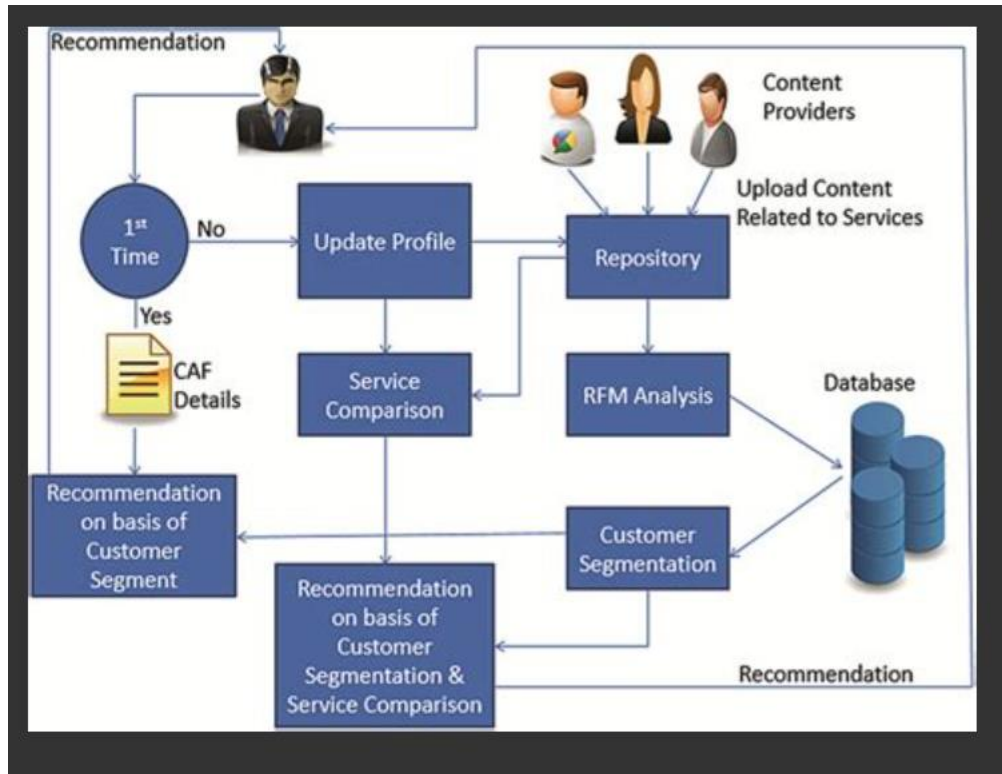 Recommendation
Content
Providers
Upload Content
Related to Services
1st
Time
No
Update Profile
Repository
Yes
CAF
Details
Service
Comparison
RFM Analysis
Database
Recommendation
on basis of
Customer
Segment
Customer
Segmentation
Recommendation
on basis of
Customer
Segmentation &
Service Comparison
Recommendation